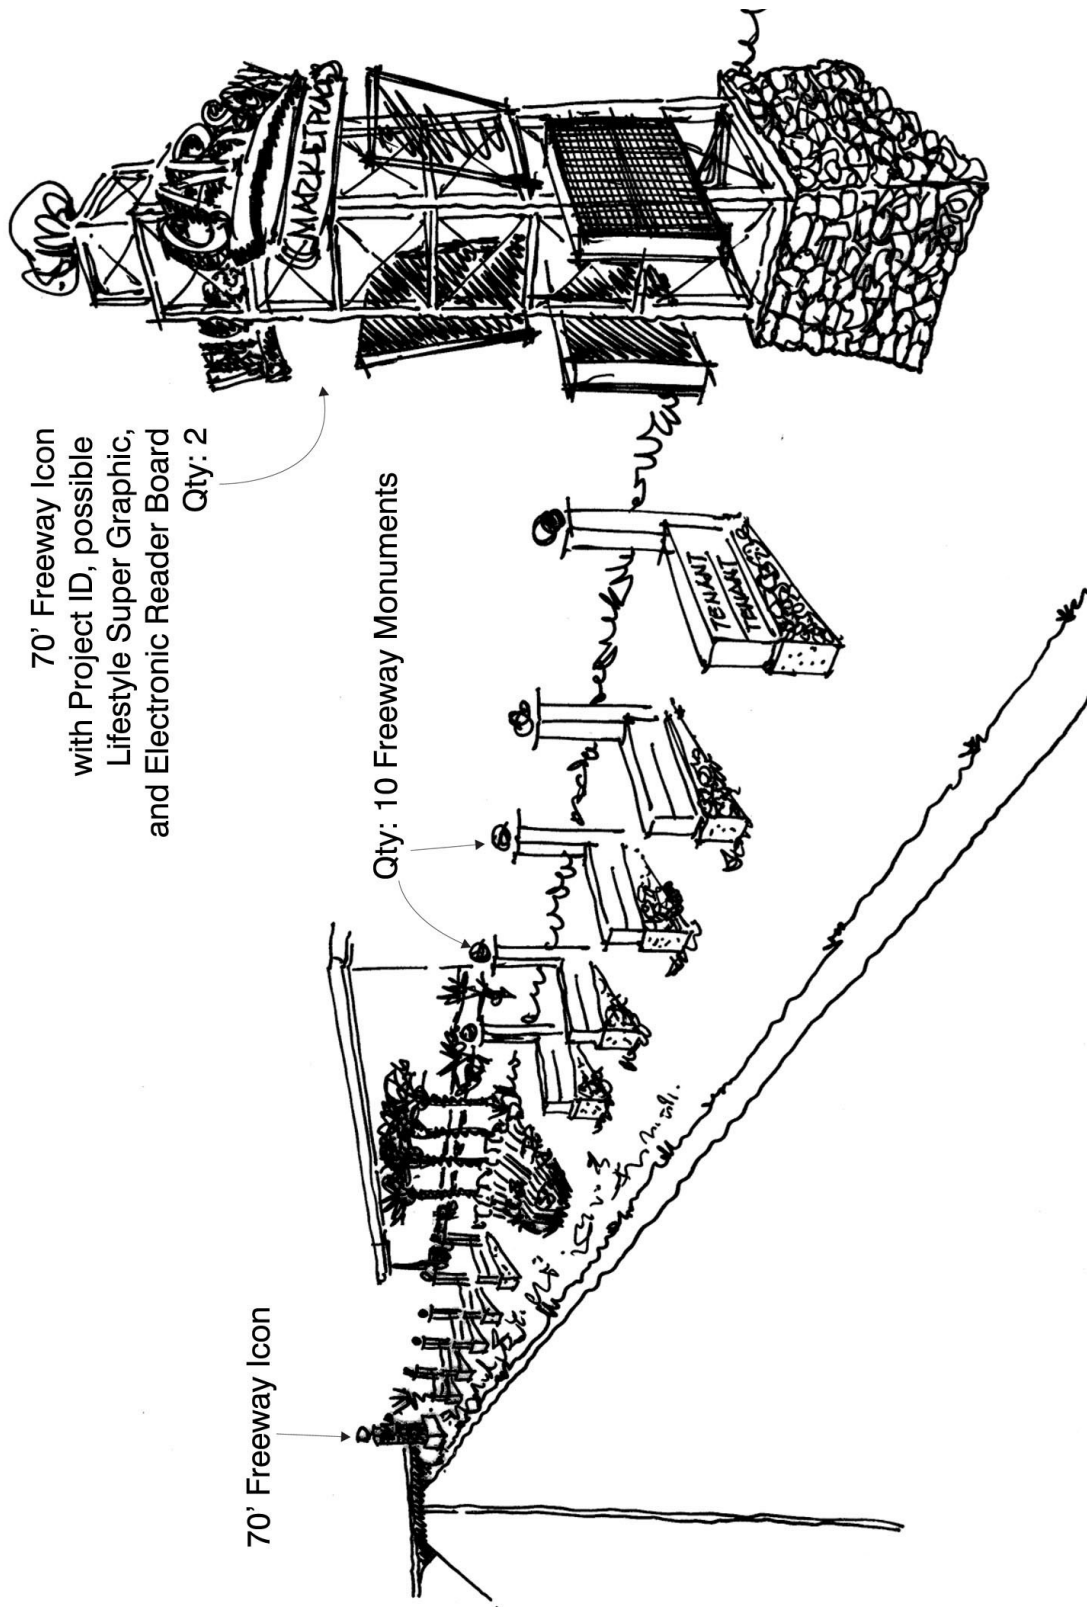 70’ Freeway Icon
70’ Freeway Icon
with Project ID, possible
Lifestyle Super Graphic,
and Electronic Reader Board
Qty: 2
Qty: 10 Freeway Monuments
MARKETPLACE
TENANT
TENANT